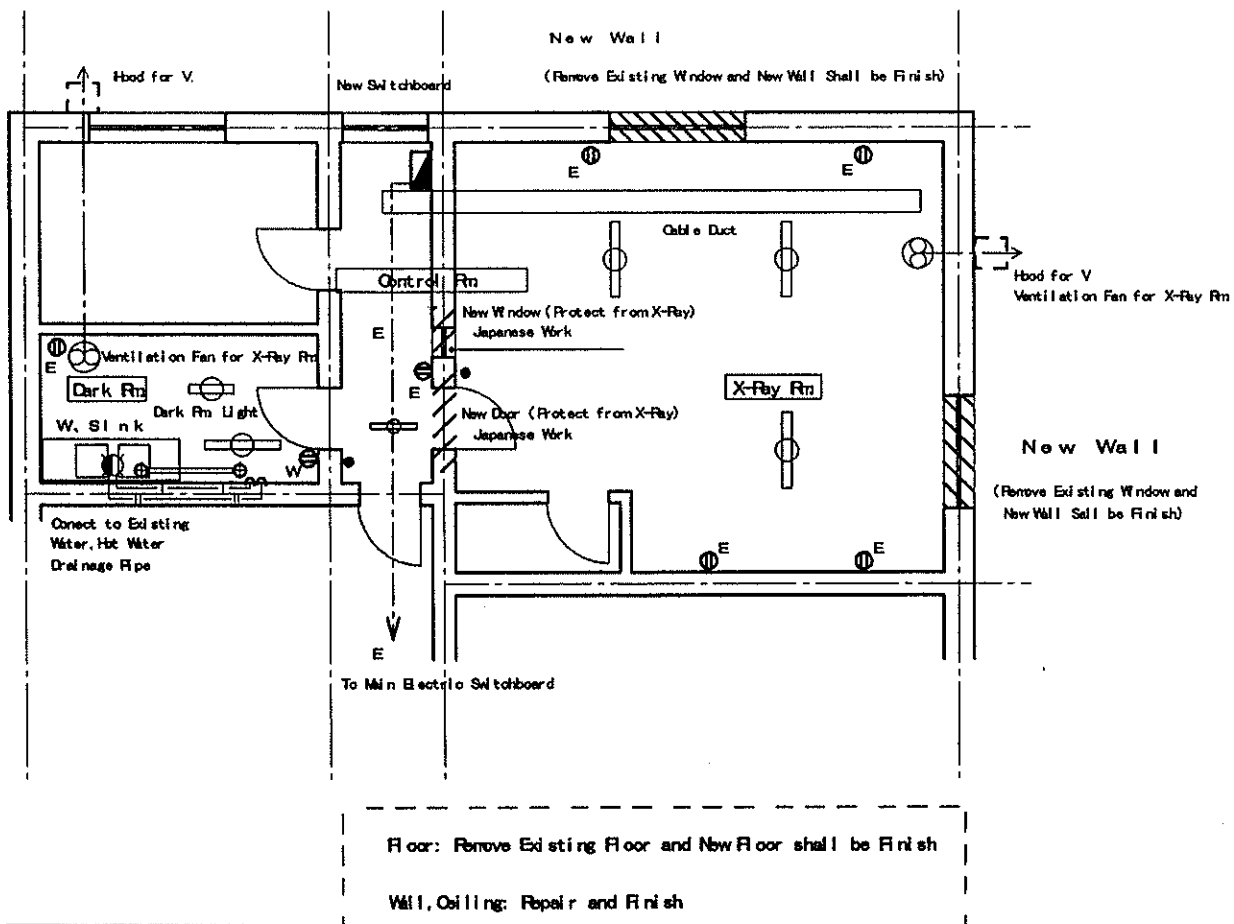 New Wall
Hood for V.
New Switchboard
(Remove Existing Window and New Wall Shall be Finish)
E
E
Cable Duct
Control Rm
Hood for V
Ventilation Fan for X-Ray Rm
New Window (Protect from X-Ray)
Japanese Work
E
E
Ventilation Fan for X-Ray Rm
Dark Rm
E
X-Ray Rm
Dark Rm Light
New Door (Protect from X-Ray)
Japanese Work
W. Sink
W
New Wall
(Remove Existing Window and
New Wall Sall be Finish)
Conect to Existing
Water, Hot Water
Drainage Pipe
E
E
E
To Main Electric Switchboard
Floor: Remove Existing Floor and New Floor shall be Finish
Wall, Ceiling: Repair and Finish